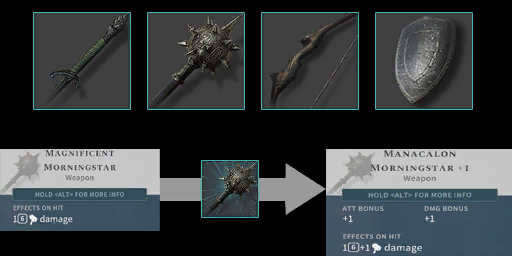 MAGNIFICENT
MORNINGSTAR
Weapon
HOLD <ALT> FOR MORE INFO
EFFECTS ON HIT
1 6 damage
MANACALON
MORNINGSTAR +1
Weapon
HOLD <ALT> FOR MORE INFO
ATT BONUS DMG BONUS
+1 +1
EFFECTS ON HIT
1 6 +1 damage